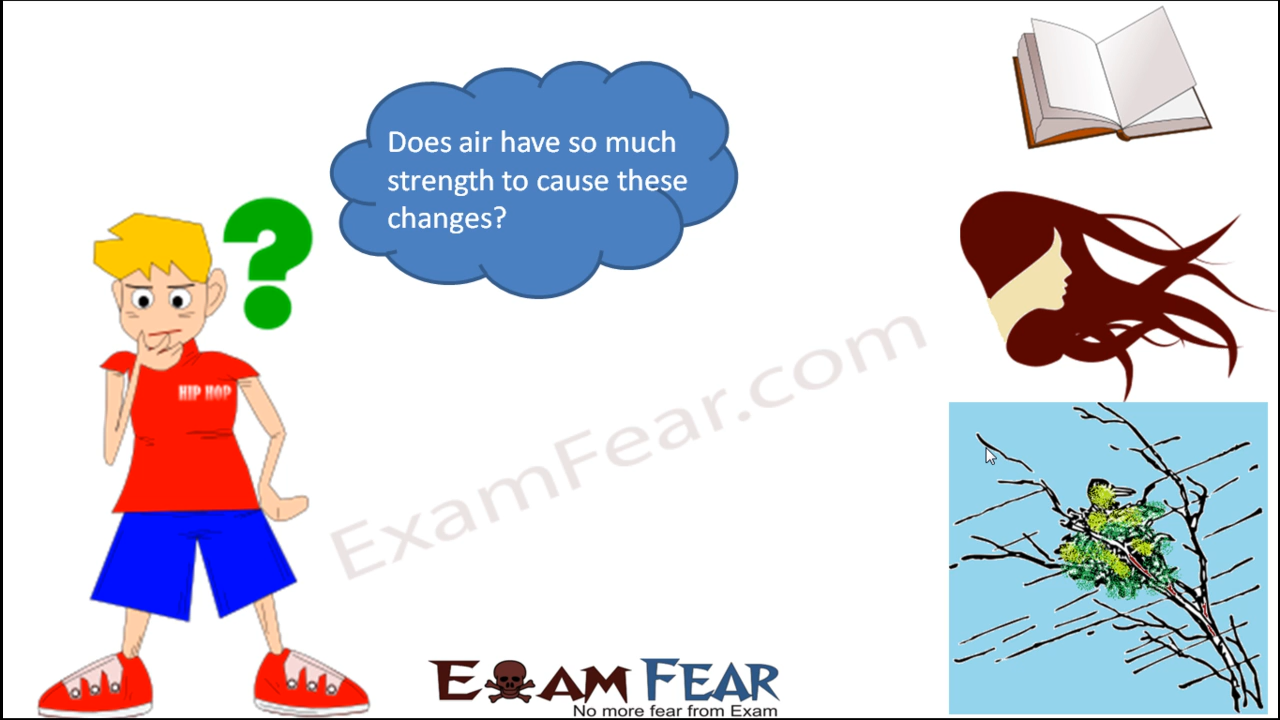 Does air have so much
strength to cause these
changes?
HIP HOP
ExamFear.com
EXAM FEAR
No more fear from Exam